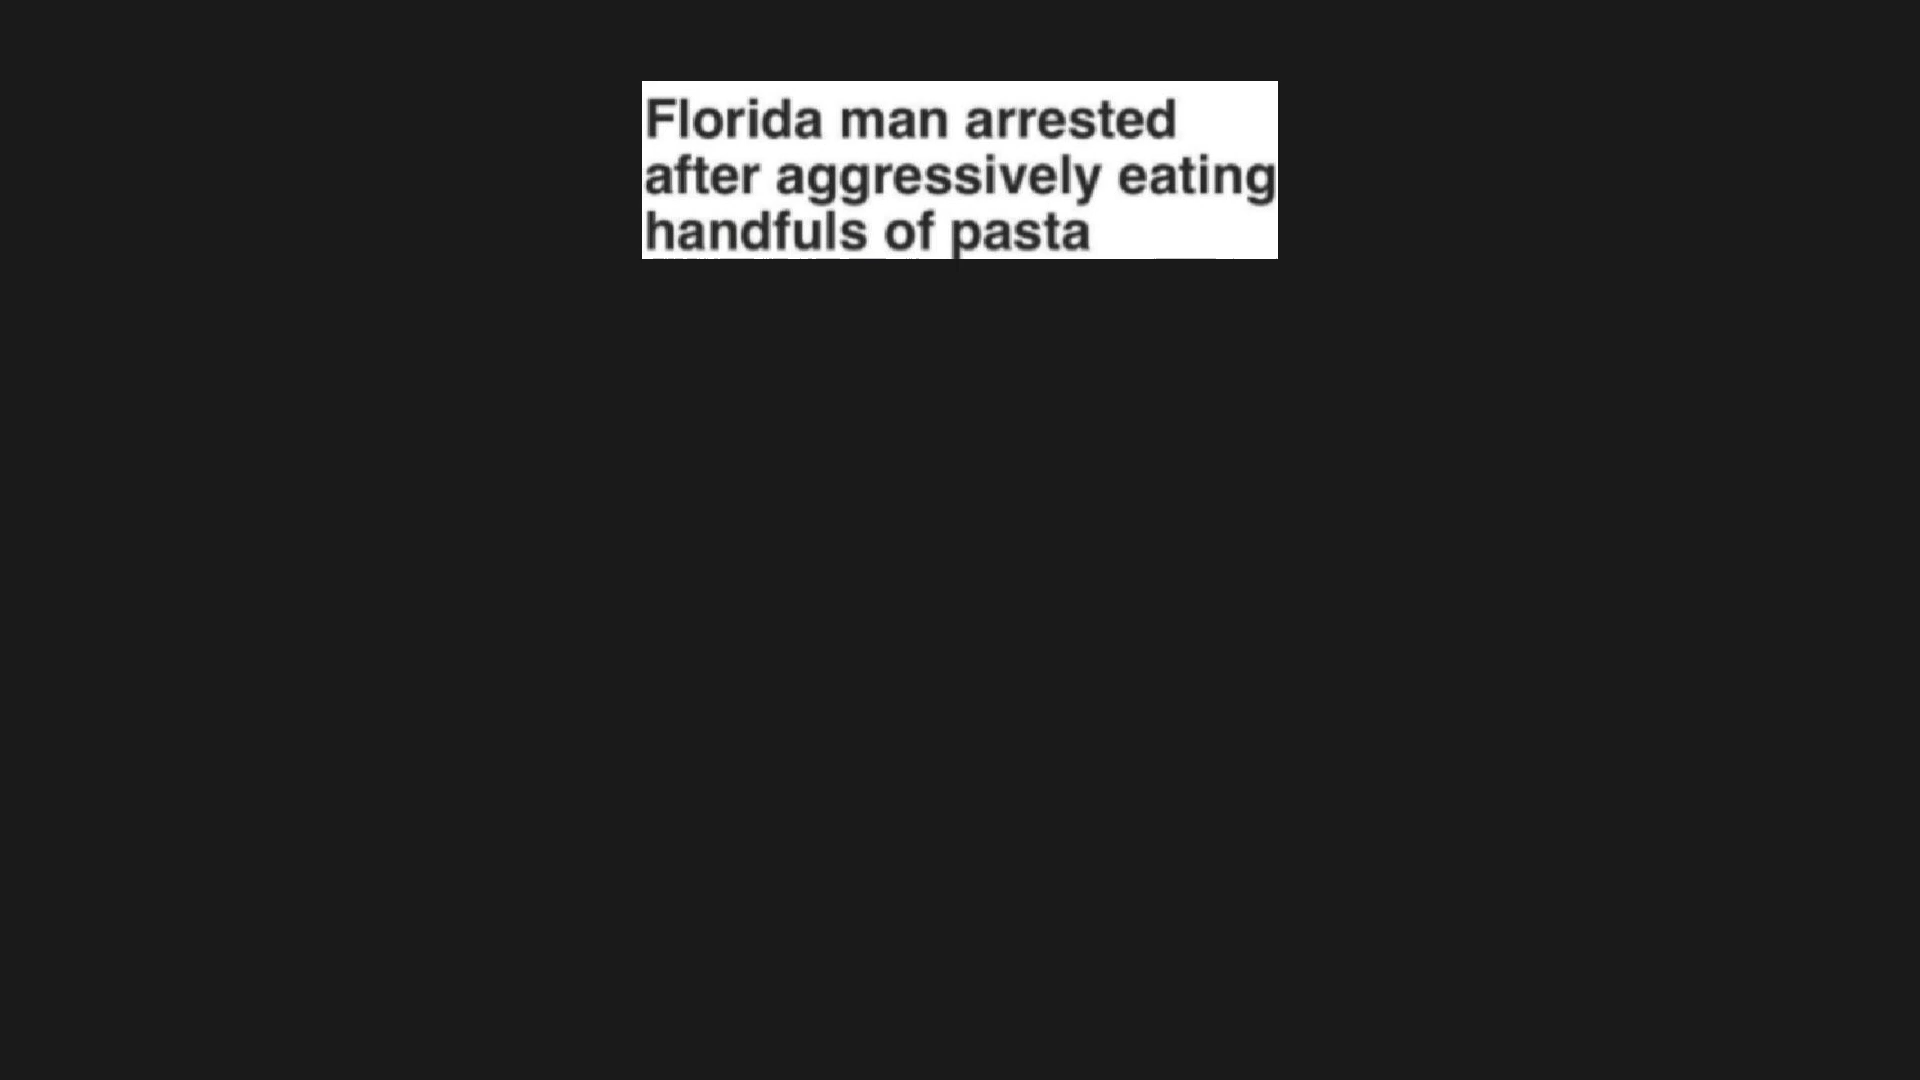 Florida man arrested
after aggressively eating
handfuls of pasta